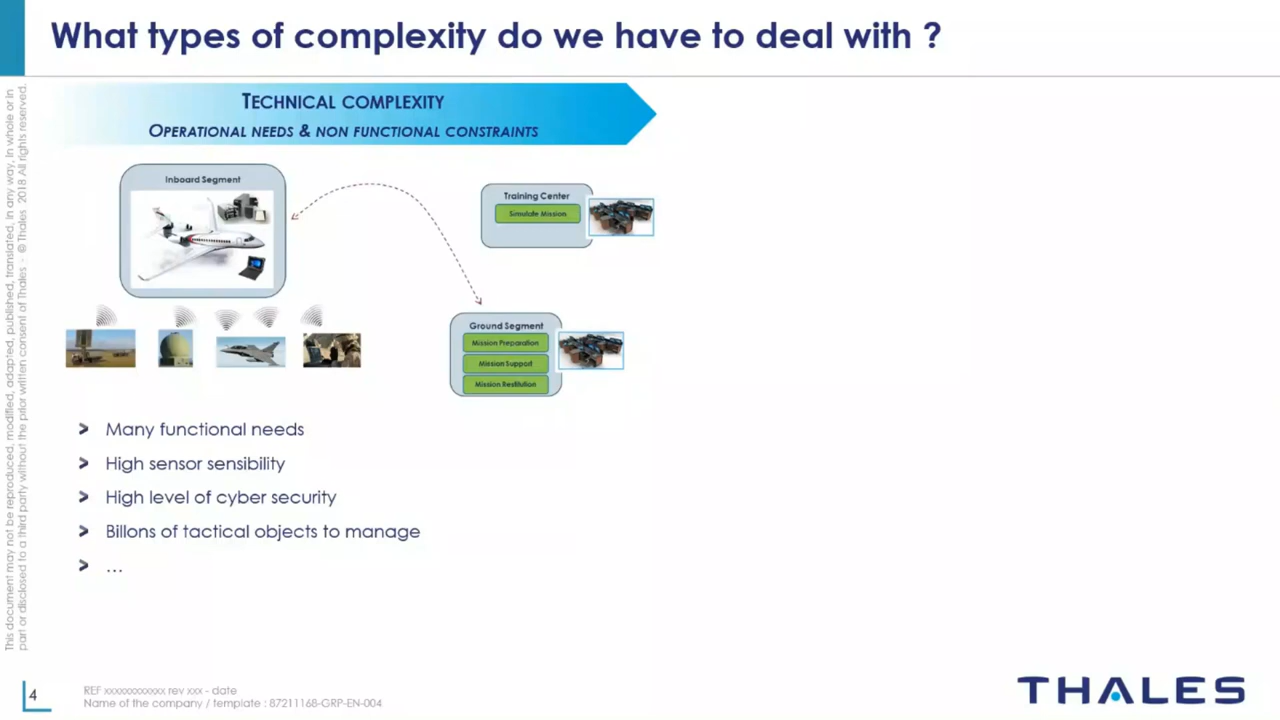 What types of complexity do we have to deal with ?
TECHNICAL COMPLEXITY
OPERATIONAL NEEDS & NON FUNCTIONAL CONSTRAINTS
Inboard Segment
Training Center
Simulate Mission
Ground Segment
Mission Preparation
Mission Support
Mission Restitution
> Many functional needs
> High sensor sensibility
> High level of cyber security
> Billons of tactical objects to manage
> …
This document may not be reproduced, modified, adapted, published, translated, in any way, in whole or in
part or disclosed to a third party without the prior written consent of Thales - © Thales 2018 All rights reserved.
4
REF xxxxxxxxxxxx rev xxx - date
Name of the company / template : 87211168-GRP-EN-004
THALES